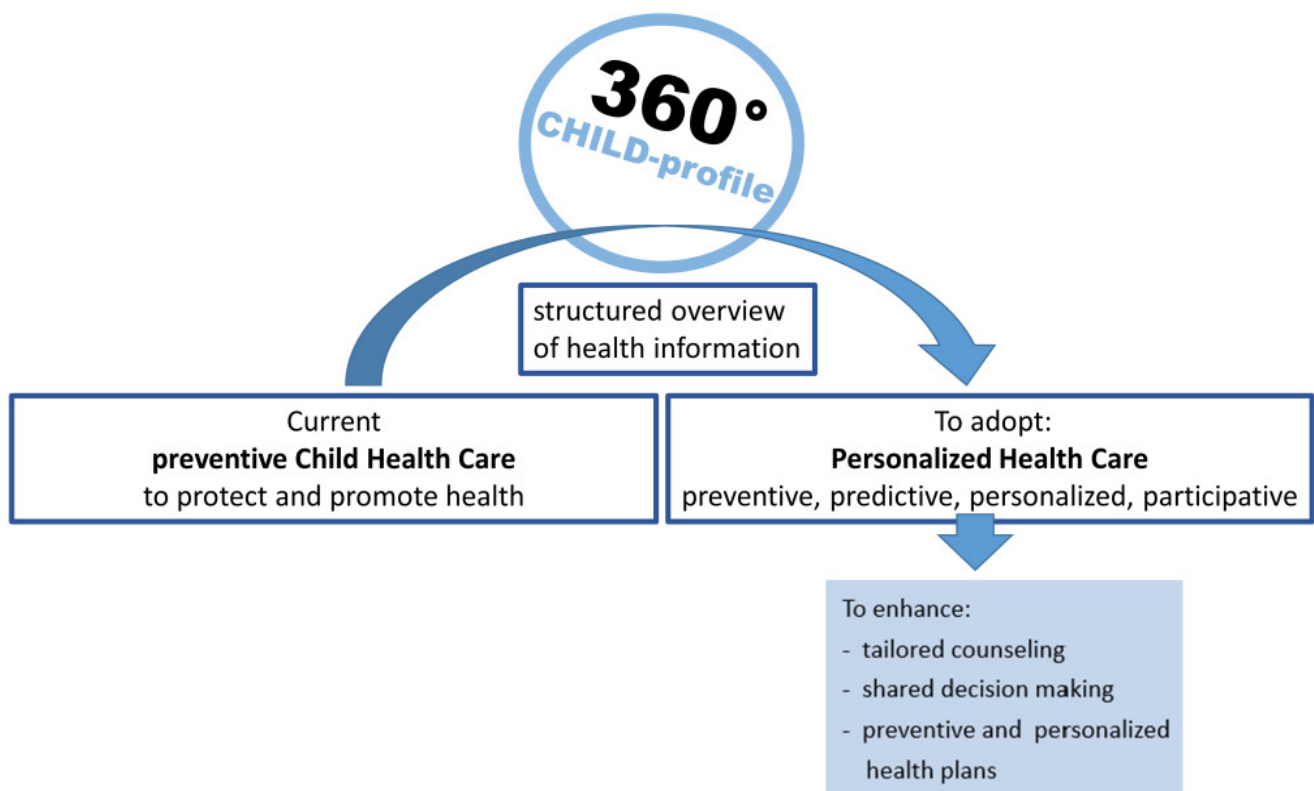 360°
CHILD-profile
structured overview
of health information
Current
preventive Child Health Care
to protect and promote health
To adopt:
Personalized Health Care
preventive, predictive, personalized, participative
To enhance:
- tailored counseling
- shared decision making
- preventive and personalized
health plans